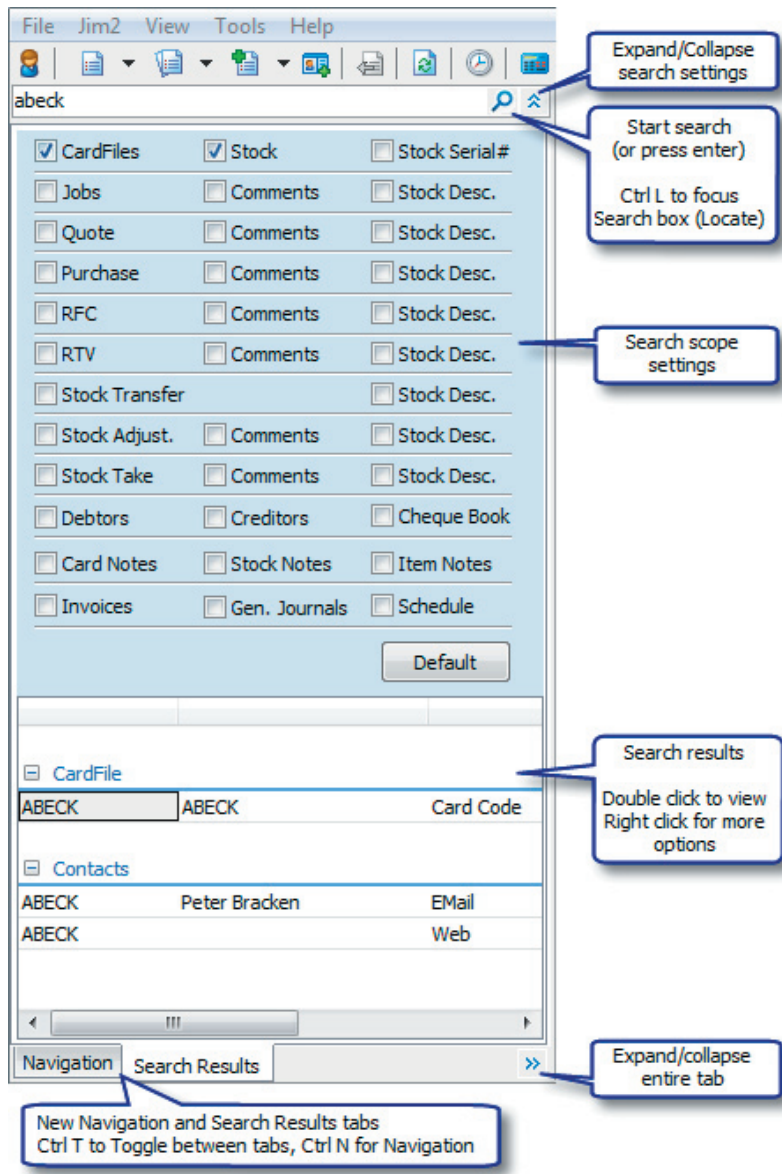 File Jim2 View Tools Help
abeck
Expand/Collapse
search settings
Start search
(or press enter)
Ctrl L to focus
Search box (Locate)
CardFiles Stock Stock Serial#
Jobs Comments Stock Desc.
Quote Comments Stock Desc.
Purchase Comments Stock Desc.
RFC Comments Stock Desc.
RTV Comments Stock Desc.
Stock Transfer Stock Desc.
Stock Adjust. Comments Stock Desc.
Stock Take Comments Stock Desc.
Debtors Creditors Cheque Book
Card Notes Stock Notes Item Notes
Invoices Gen. Journals Schedule
Default
Search scope
settings
CardFile
ABECK ABECK Card Code
Contacts
ABECK Peter Bracken EMail
ABECK Web
Search results
Double click to view
Right click for more
options
Navigation Search Results
Expand/collapse
entire tab
New Navigation and Search Results tabs
Ctrl T to Toggle between tabs, Ctrl N for Navigation